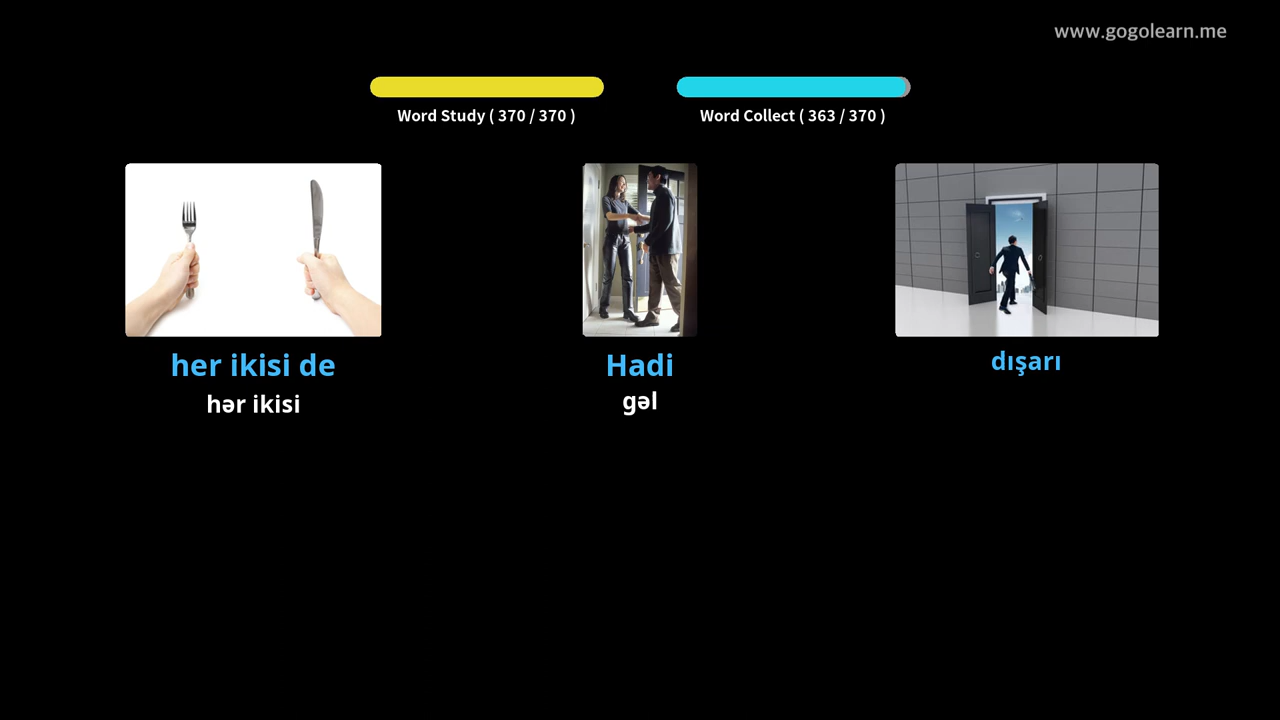 www.gogolearn.me
Word Study ( 370 / 370 )
Word Collect ( 363 / 370 )
her ikisi de
hər ikisi
Hadi
gəl
dışarı